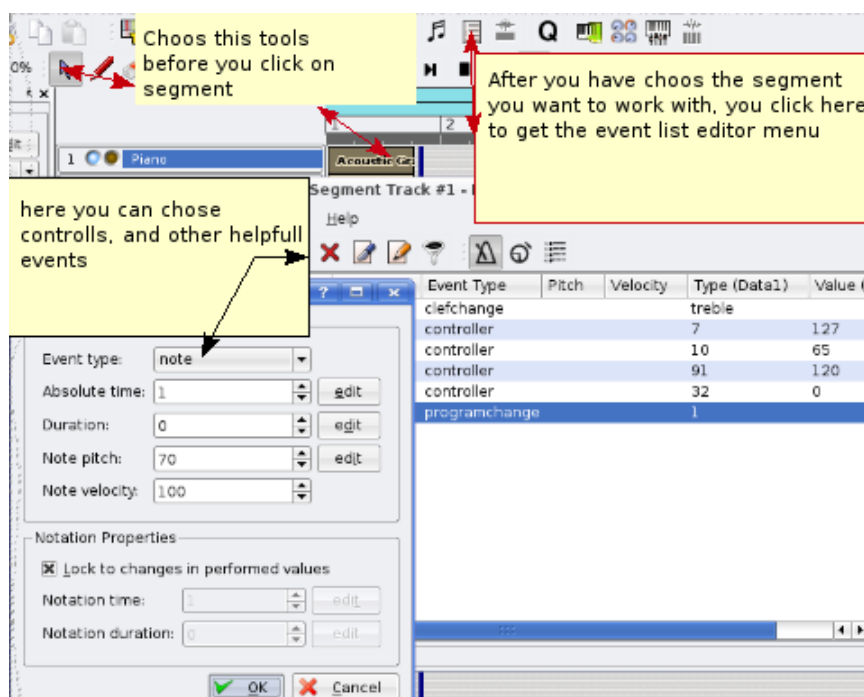 Choos this tools
before you click on
segment
Q
0%
After you have choos the segment
you want to work with, you click here
to get the event list editor menu
2
1 Piano
Acoustic Gr
here you can chose
controlls, and other helpfull
events
Segment Track #1 -
Help
Event Type Pitch Velocity Type (Data1) Value (
clefchange treble
controller 7 127
controller 10 65
controller 91 120
controller 32 0
programchange 1
Event type: note
Absolute time: 1 edit
Duration: 0 edit
Note pitch: 70 edit
Note velocity: 100
Notation Properties
Lock to changes in performed values
Notation time: 1 edit
Notation duration: 0 edit
OK Cancel